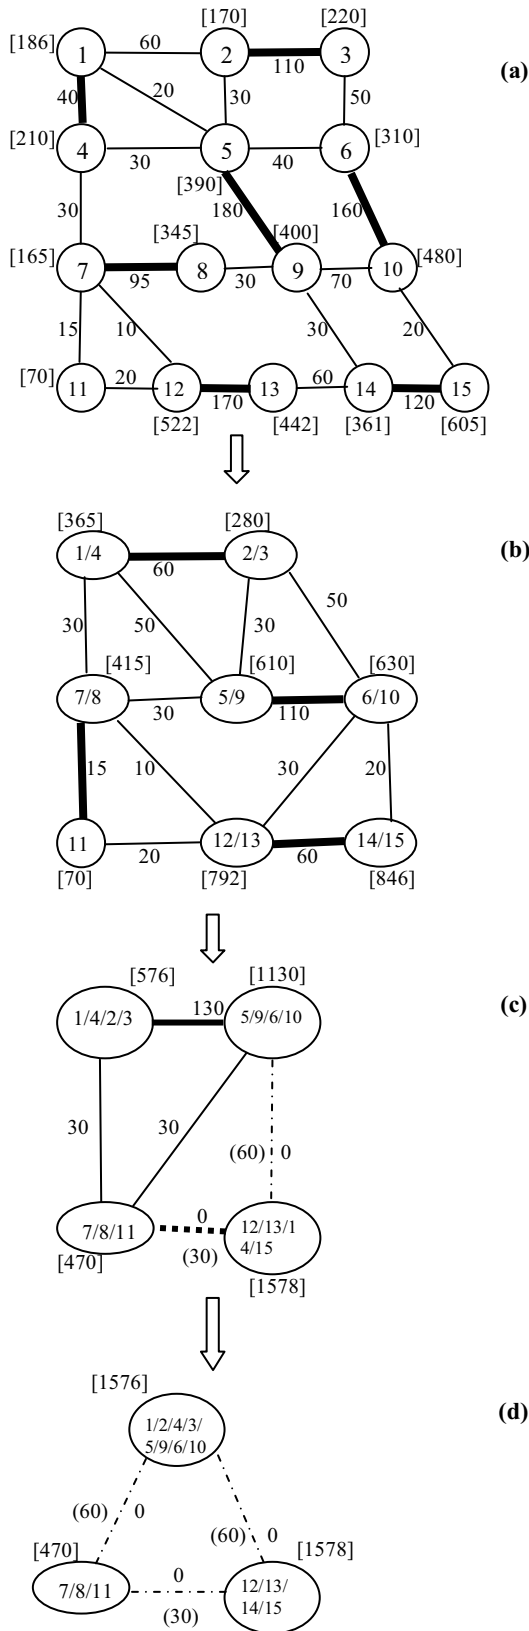 [170] [220]
[186] 1 60 2 110 3 (a)
40 20 30 50
[210] 4 30 5 40 6 [310]
[390]
30 180 160
[345] [400]
[165] 7 95 8 30 9 70 10 [480]
15 10 30 20
[70] 11 20 12 170 13 60 14 120 15
[522] [442] [361] [605]
[365] [280] (b)
1/4 60 2/3
30 50 30 50
[415] [610] [630]
7/8 30 5/9 110 6/10
15 10 30 20
11 20 12/13 60 14/15
[70] [792] [846]
[576] [1130] (c)
1/4/2/3 130 5/9/6/10
30 30
(60) 0
7/8/11 0 12/13/1
4/15
[470] (30)
[1578]
[1576] (d)
1/2/4/3/
5/9/6/10
(60) 0 (60) 0
[470] [1578]
7/8/11 0 12/13/
14/15
(30)